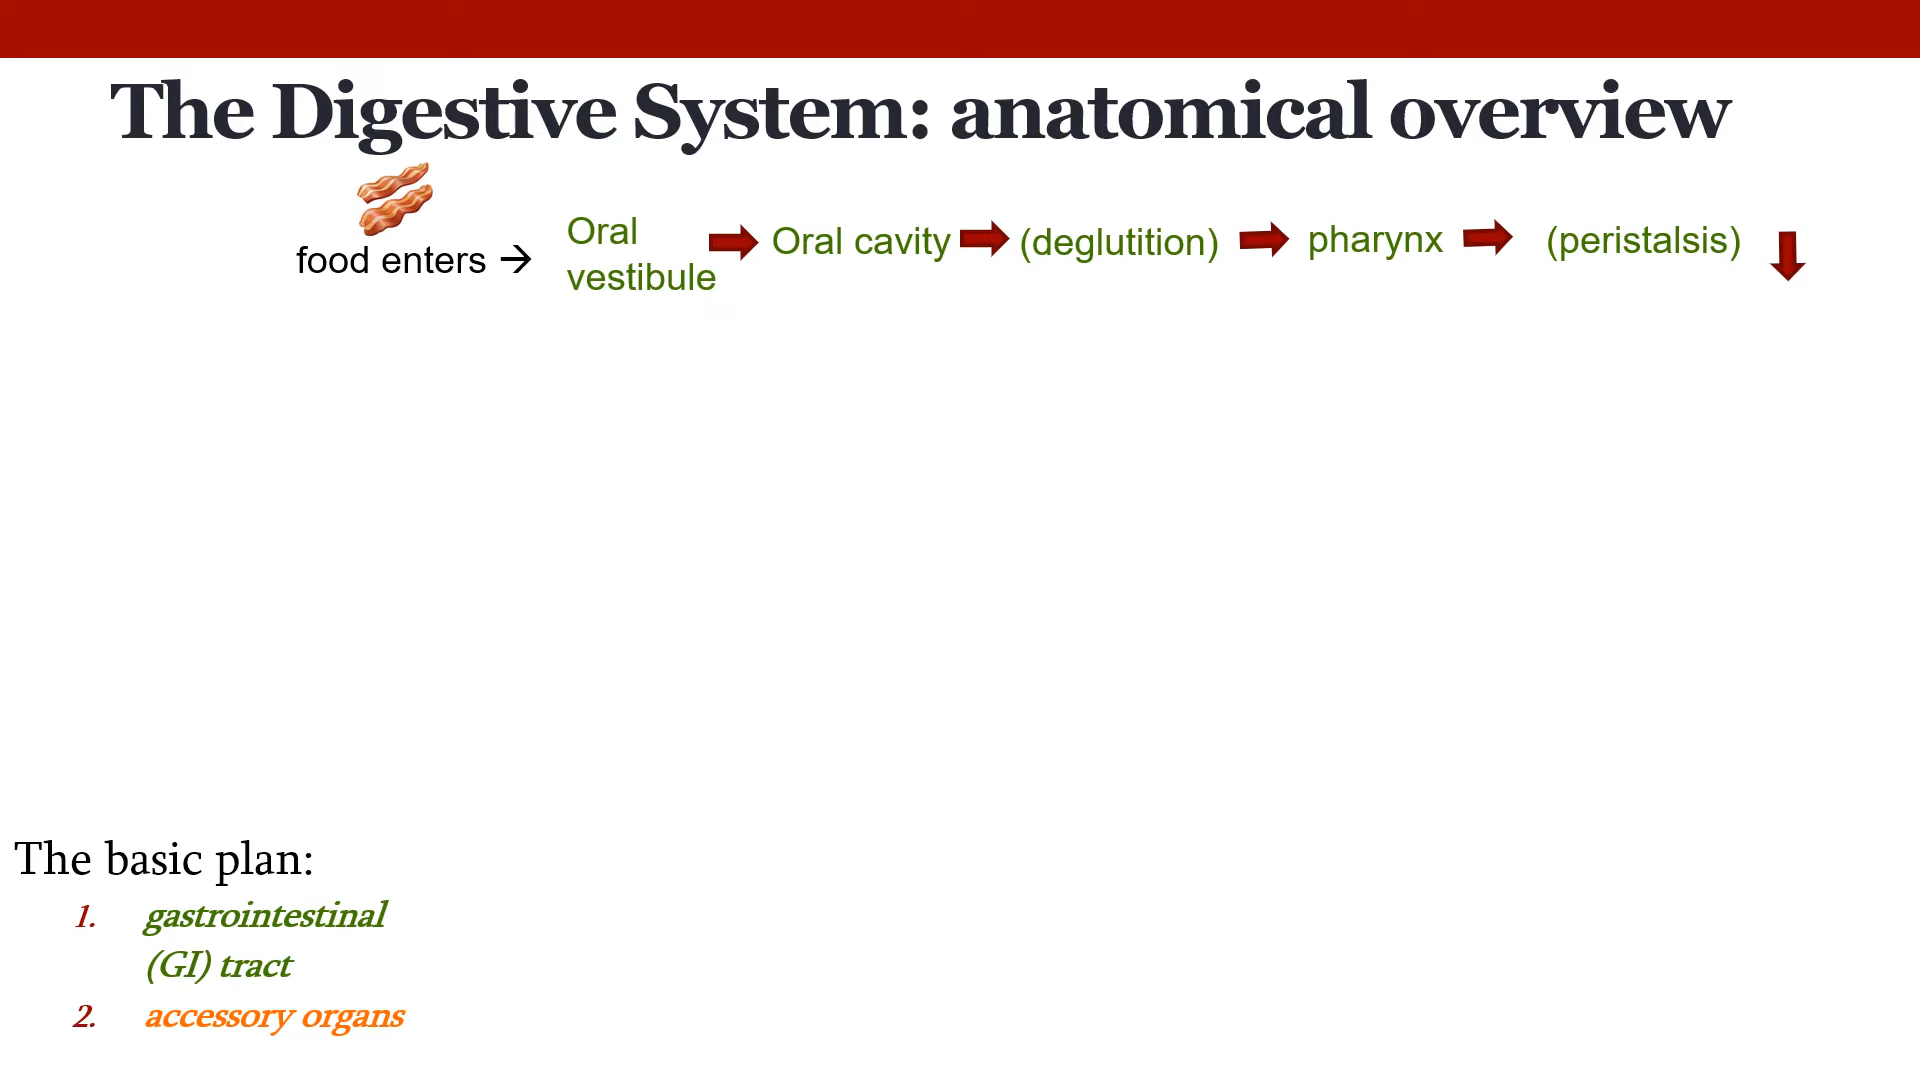 The Digestive System: anatomical overview
food enters →
Oral
vestibule
Oral cavity
(deglutition)
pharynx
(peristalsis)
The basic plan:
1. gastrointestinal
(GI) tract
2. accessory organs